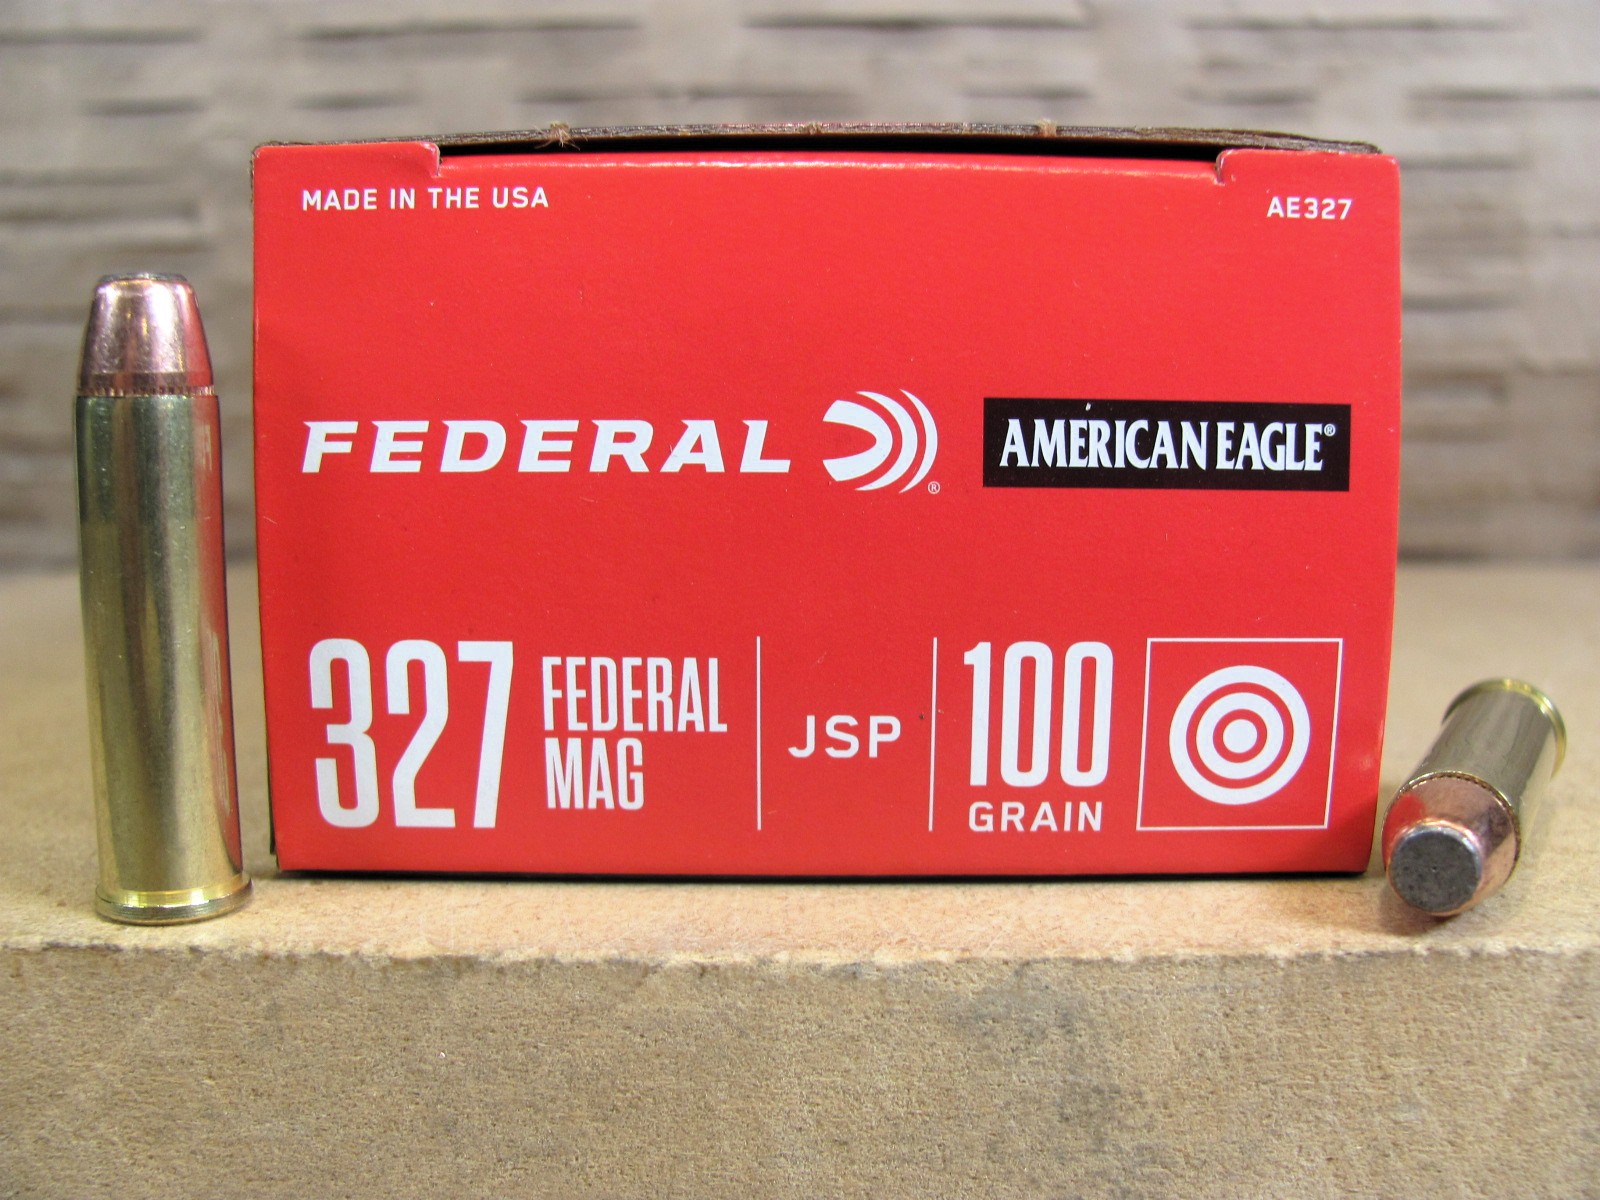 MADE IN THE USA
AE327
FEDERAL ®
AMERICAN EAGLE®
327 FEDERAL MAG
JSP
100 GRAIN